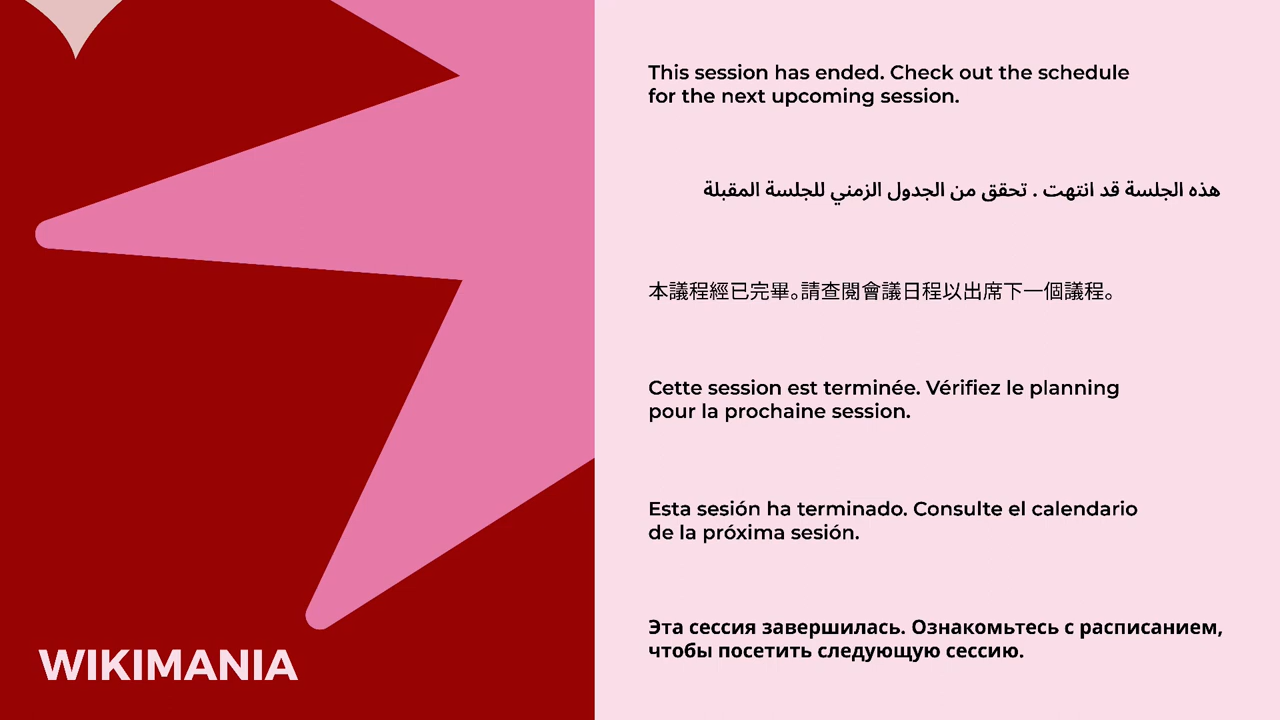 This session has ended. Check out the schedule
for the next upcoming session.
هذه الجلسة قد انتهت . تحقق من الجدول الزمني للجلسة المقبلة
本議程經已完畢。請查閱會議日程以出席下一個議程。
Cette session est terminée. Vérifiez le planning
pour la prochaine session.
Esta sesión ha terminado. Consulte el calendario
de la próxima sesión.
Эта сессия завершилась. Ознакомьтесь с расписанием,
чтобы посетить следующую сессию.
WIKIMANIA